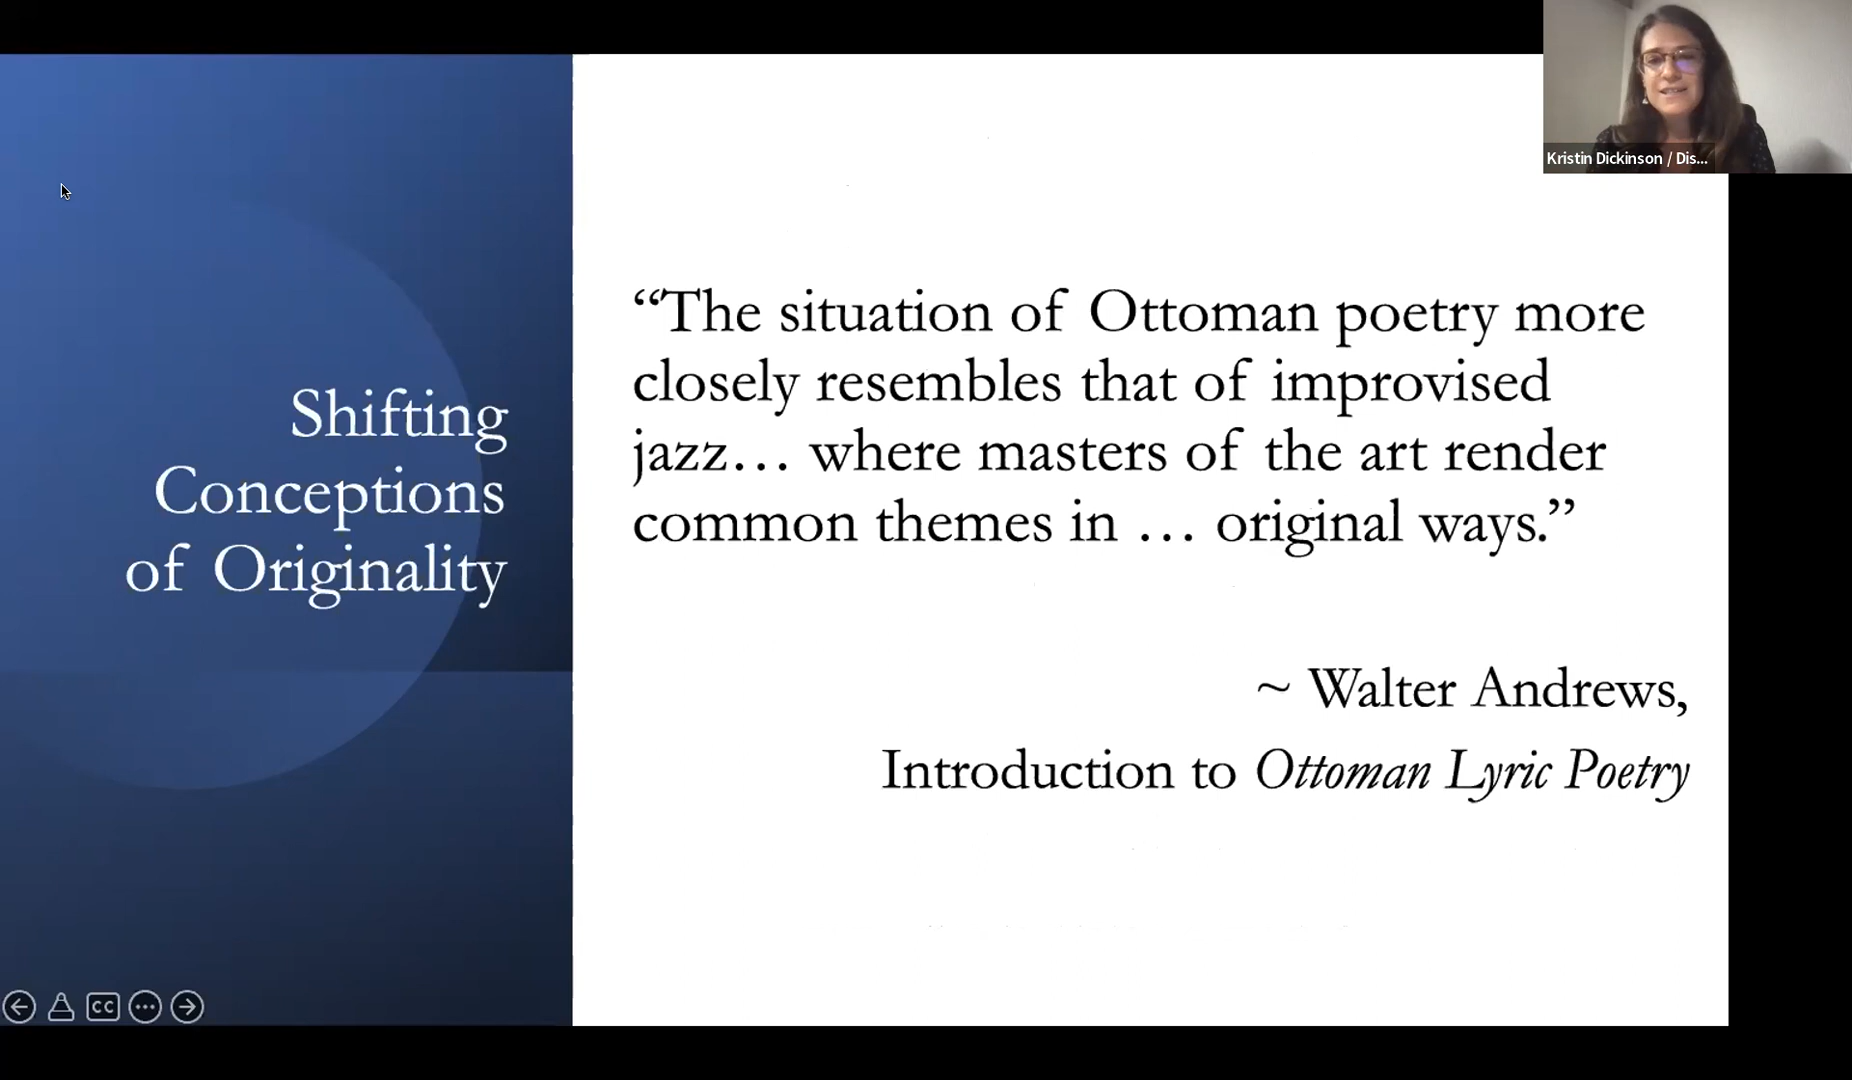 Kristin Dickinson / Dis...
Shifting
Conceptions
of Originality
“The situation of Ottoman poetry more
closely resembles that of improvised
jazz… where masters of the art render
common themes in … original ways.”
~ Walter Andrews,
Introduction to Ottoman Lyric Poetry
CC